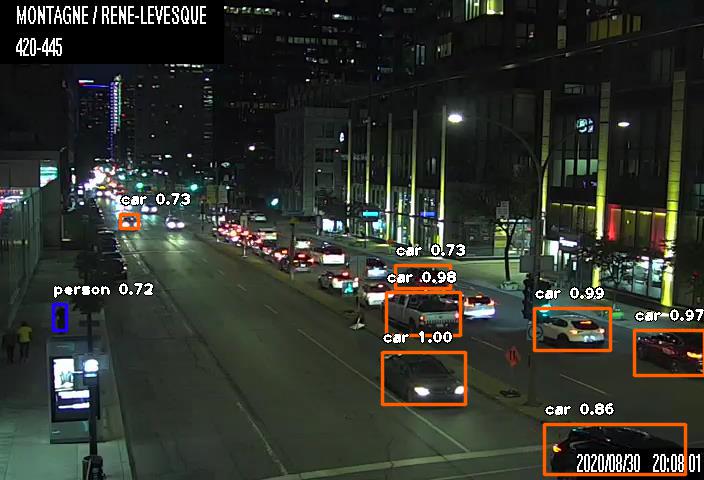 MONTAGNE / RENE-LEVESQUE
420-445
car 0.73
car 0.73
car 0.98
person 0.72
car 0.99
car 0.97
car 1.00
car 0.86
2020/08/30 20:08:01